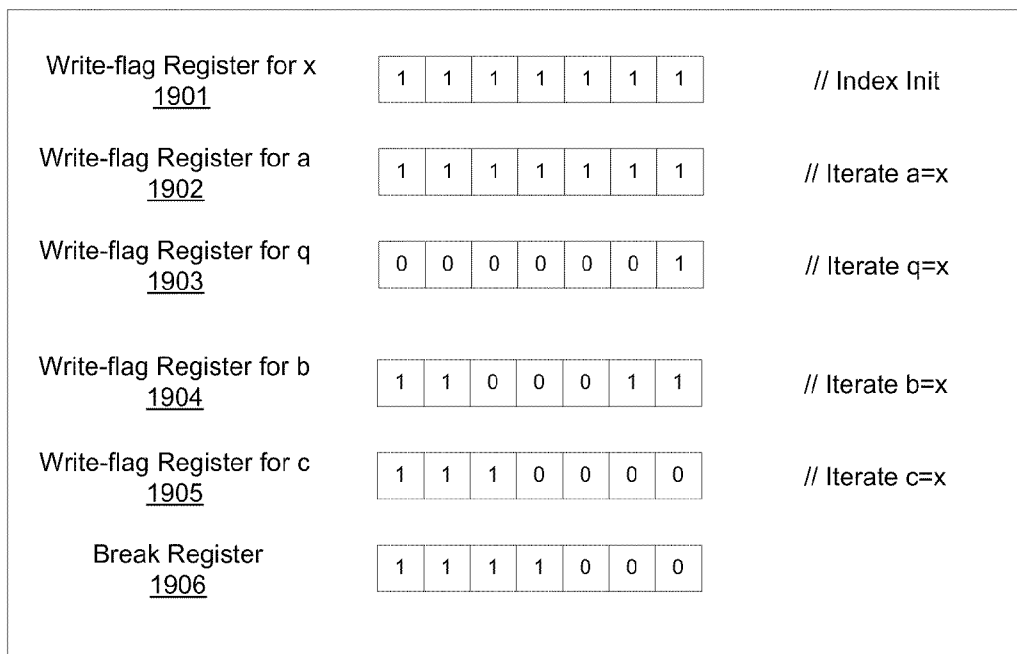 Write-flag Register for x
1901
1 1 1 1 1 1 1
// Index Init
Write-flag Register for a
1902
1 1 1 1 1 1 1
// Iterate a=x
Write-flag Register for q
1903
0 0 0 0 0 0 1
// Iterate q=x
Write-flag Register for b
1904
1 1 0 0 0 1 1
// Iterate b=x
Write-flag Register for c
1905
1 1 1 0 0 0 0
// Iterate c=x
Break Register
1906
1 1 1 1 0 0 0